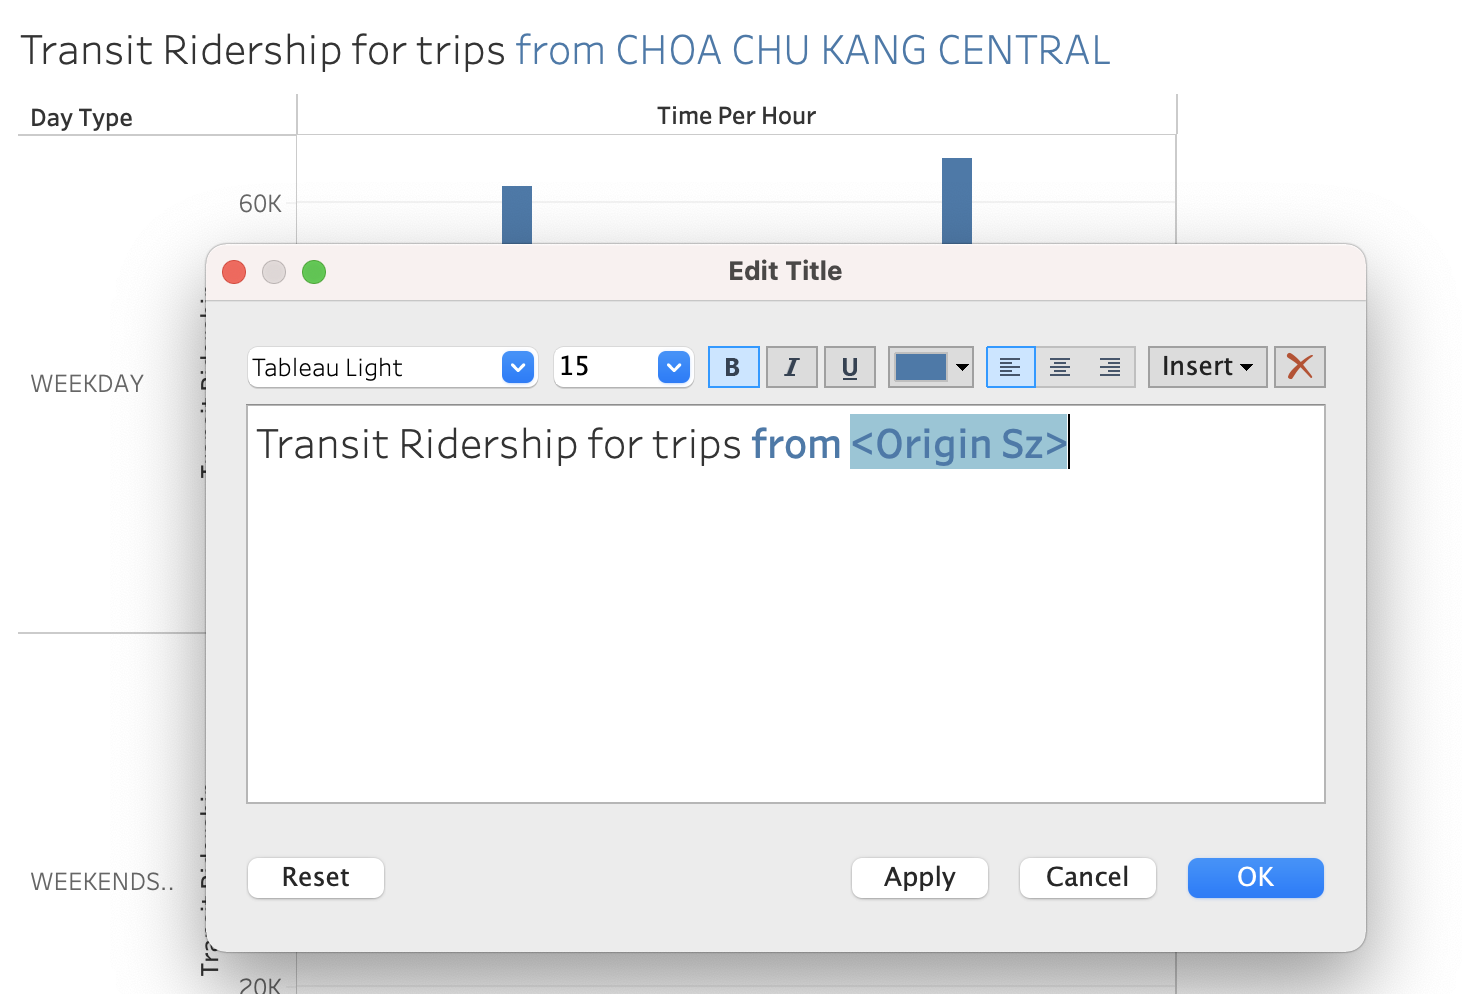 Transit Ridership for trips from CHOA CHU KANG CENTRAL
Day Type
Time Per Hour
60K
Edit Title
Tableau Light
15
B I U
Insert
WEEKDAY
Transit Ridership for trips from <Origin Sz>
WEEKENDS..
Reset
Apply
Cancel
OK
20K